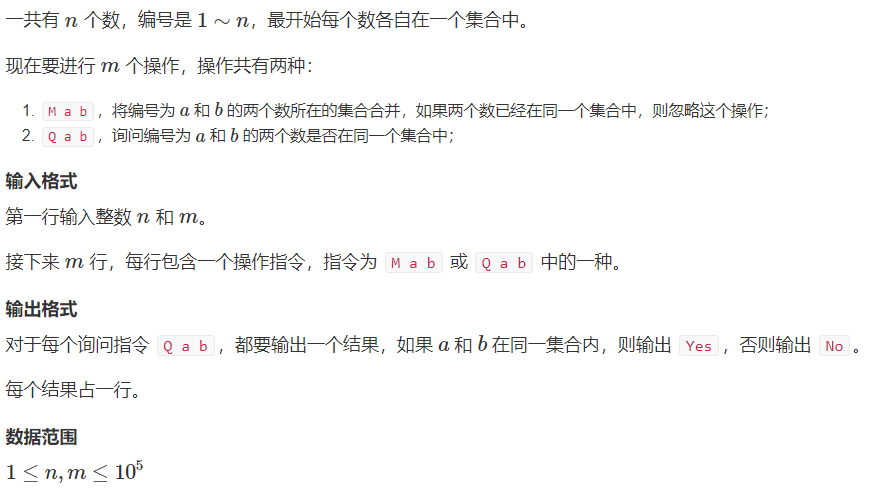 一共有 n 个数，编号是 1 ∼ n，最开始每个数各自在一个集合中。
现在要进行 m 个操作，操作共有两种：
1. M a b ，将编号为 a 和 b 的两个数所在的集合合并，如果两个数已经在同一个集合中，则忽略这个操作；
2. Q a b ，询问编号为 a 和 b 的两个数是否在同一个集合中；
输入格式
第一行输入整数 n 和 m。
接下来 m 行，每行包含一个操作指令，指令为 M a b 或 Q a b 中的一种。
输出格式
对于每个询问指令 Q a b ，都要输出一个结果，如果 a 和 b 在同一集合内，则输出 Yes ，否则输出 No 。
每个结果占一行。
数据范围
1 ≤ n, m ≤ 10⁵